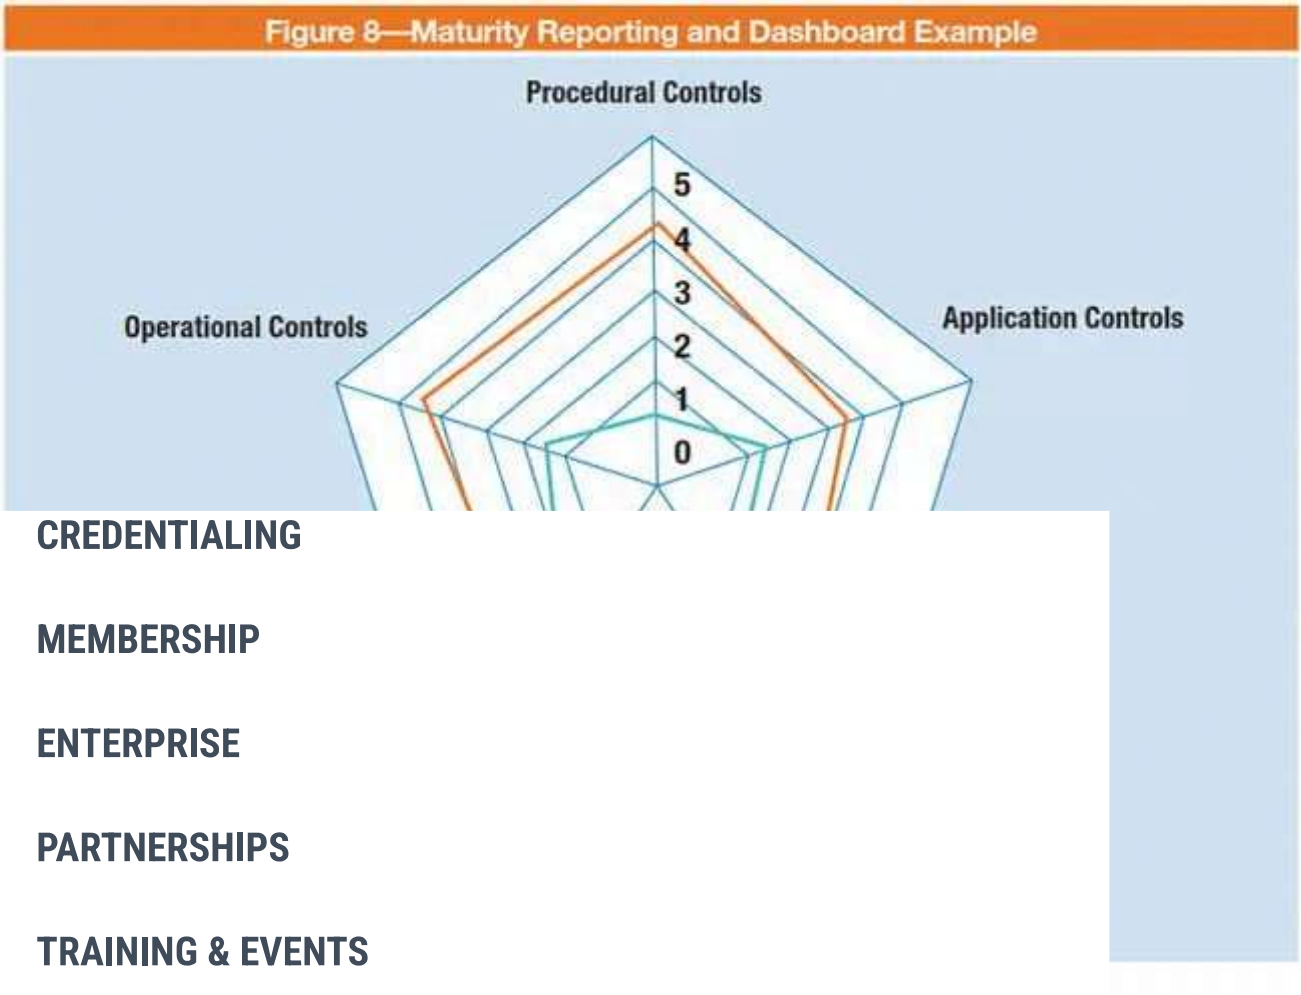 Figure 8—Maturity Reporting and Dashboard Example
Procedural Controls
5
4
3
2
1
0
Operational Controls
Application Controls
CREDENTIALING
MEMBERSHIP
ENTERPRISE
PARTNERSHIPS
TRAINING & EVENTS